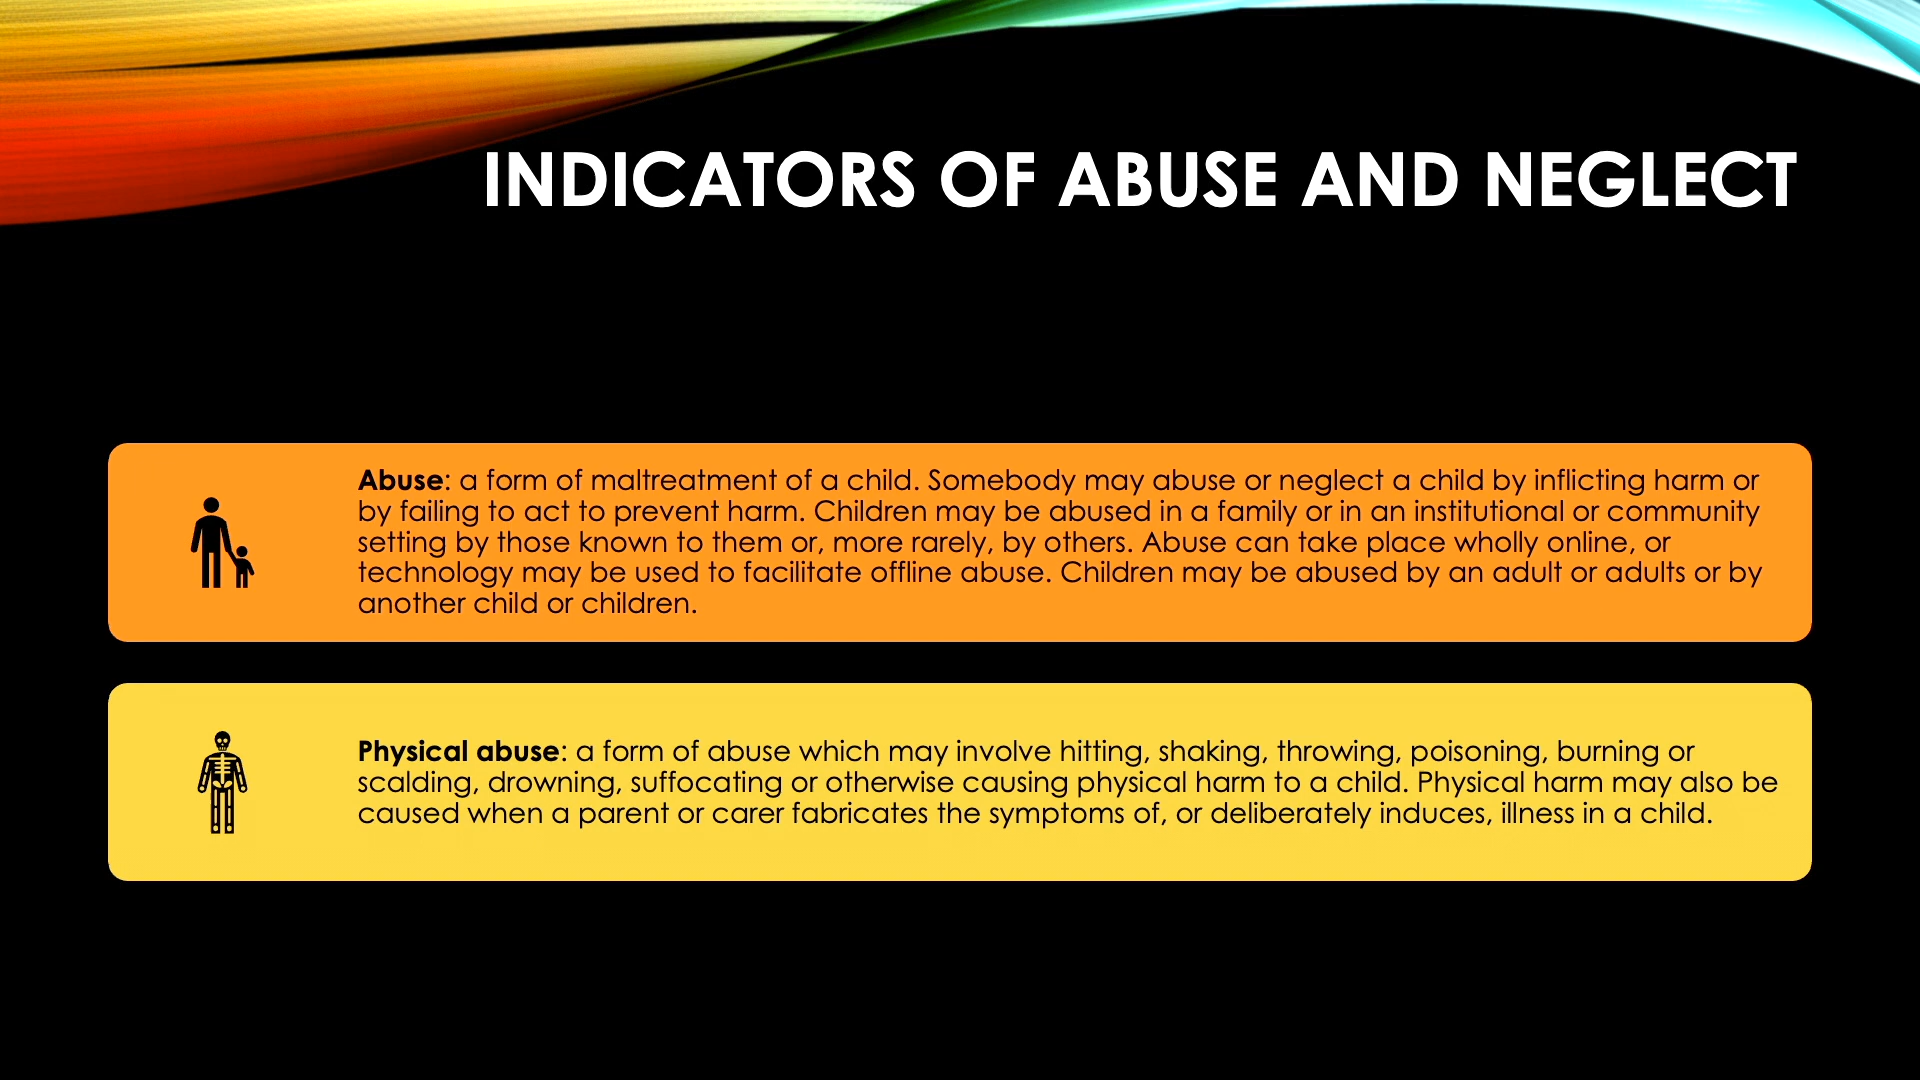 INDICATORS OF ABUSE AND NEGLECT
Abuse: a form of maltreatment of a child. Somebody may abuse or neglect a child by inflicting harm or
by failing to act to prevent harm. Children may be abused in a family or in an institutional or community
setting by those known to them or, more rarely, by others. Abuse can take place wholly online, or
technology may be used to facilitate offline abuse. Children may be abused by an adult or adults or by
another child or children.
Physical abuse: a form of abuse which may involve hitting, shaking, throwing, poisoning, burning or
scalding, drowning, suffocating or otherwise causing physical harm to a child. Physical harm may also be
caused when a parent or carer fabricates the symptoms of, or deliberately induces, illness in a child.